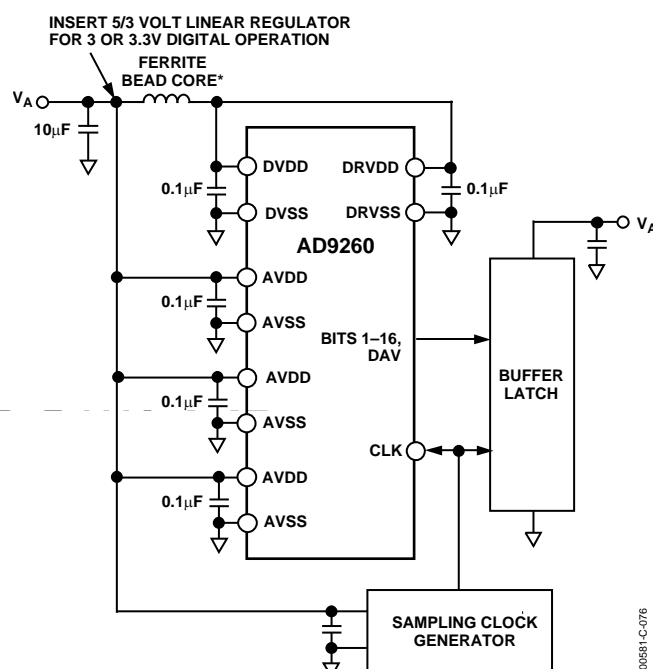 INSERT 5/3 VOLT LINEAR REGULATOR
FOR 3 OR 3.3V DIGITAL OPERATION
FERRITE
BEAD CORE*
VA
10μF
DVDD
DRVDD
0.1μF
0.1μF
DVSS
DRVSS
AD9260
VA
AVDD
0.1μF
AVSS
BITS 1–16,
DAV
BUFFER
LATCH
AVDD
0.1μF
AVSS
CLK
AVDD
0.1μF
AVSS
SAMPLING CLOCK
GENERATOR
00581-C-076